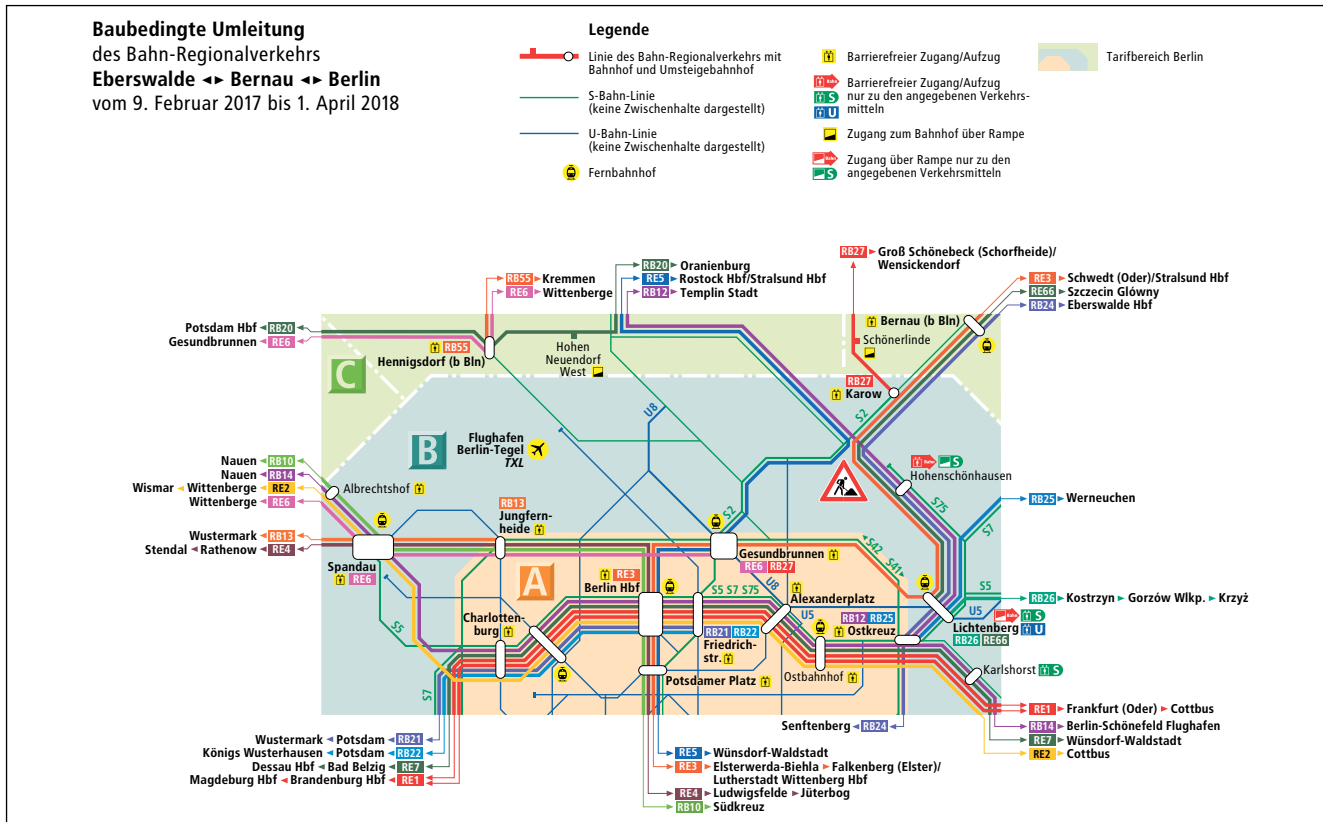 Baubedingte Umleitung
des Bahn-Regionalverkehrs
Eberswalde ◄► Bernau ◄► Berlin
vom 9. Februar 2017 bis 1. April 2018
Legende
Linie des Bahn-Regionalverkehrs mit
Bahnhof und Umsteigebahnhof
S-Bahn-Linie
(keine Zwischenhalte dargestellt)
U-Bahn-Linie
(keine Zwischenhalte dargestellt)
Fernbahnhof
Barrierefreier Zugang/Aufzug
Bahn
Barrierefreier Zugang/Aufzug
S
nur zu den angegebenen Verkehrs-
U
mitteln
Zugang zum Bahnhof über Rampe
Bahn
Zugang über Rampe nur zu den
S
angegebenen Verkehrsmitteln
Tarifbereich Berlin
RB27 ► Groß Schönebeck (Schorfheide)/
Wensickendorf
RB20 ► Oranienburg
RE5 ► Rostock Hbf/Stralsund Hbf
RB12 ► Templin Stadt
RB55 ► Kremmen
RE6 ► Wittenberge
RE3 ► Schwedt (Oder)/Stralsund Hbf
RE66 ► Szczecin Główny
RB24 ► Eberswalde Hbf
Potsdam Hbf ◄ RB20
Gesundbrunnen ◄ RE6
RB55
Hennigsdorf (b Bln)
Hohen
Neuendorf
West
Bernau (b Bln)
Schönerlinde
RB27
Karow
C
B
A
U8
S2
Flughafen
Berlin-Tegel
TXL
Bahn S
Hohenschönhausen
S75
S7
Nauen ◄ RB10
Nauen ◄ RB14
Wismar ◄ Wittenberge ◄ RE2
Wittenberge ◄ RE6
Albrechtshof
RB25 ► Werneuchen
RB13
Jungfern-
heide
S2
Wustermark ◄ RB13
Stendal ◄ Rathenow ◄ RE4
Spandau
RE6
Gesundbrunnen
RE6 RB27
S42
S41
RE3
Berlin Hbf
S5 S7 S75
U8
Alexanderplatz
S5
RB26 ► Kostrzyn ► Gorzów Wlkp. ► Krzyż
U5
Lichtenberg
Bahn S
U
RB26 RE66
Charlotten-
burg
S5
RB21 RB22
Friedrich-
str.
U5
RB12 RB25
Ostkreuz
Potsdamer Platz
Ostbahnhof
Karlshorst
S
S7
Senftenberg ◄ RB24
RE1 ► Frankfurt (Oder) ► Cottbus
RB14 ► Berlin-Schönefeld Flughafen
RE7 ► Wünsdorf-Waldstadt
RE2 ► Cottbus
Wustermark ◄ Potsdam ◄ RB21
Königs Wusterhausen ◄ Potsdam ◄ RB22
Dessau Hbf ◄ Bad Belzig ◄ RE7
Magdeburg Hbf ◄ Brandenburg Hbf ◄ RE1
RE5 ► Wünsdorf-Waldstadt
RE3 ► Elsterwerda-Biehla ► Falkenberg (Elster)/
Lutherstadt Wittenberg Hbf
RE4 ► Ludwigsfelde ► Jüterbog
RB10 ► Südkreuz